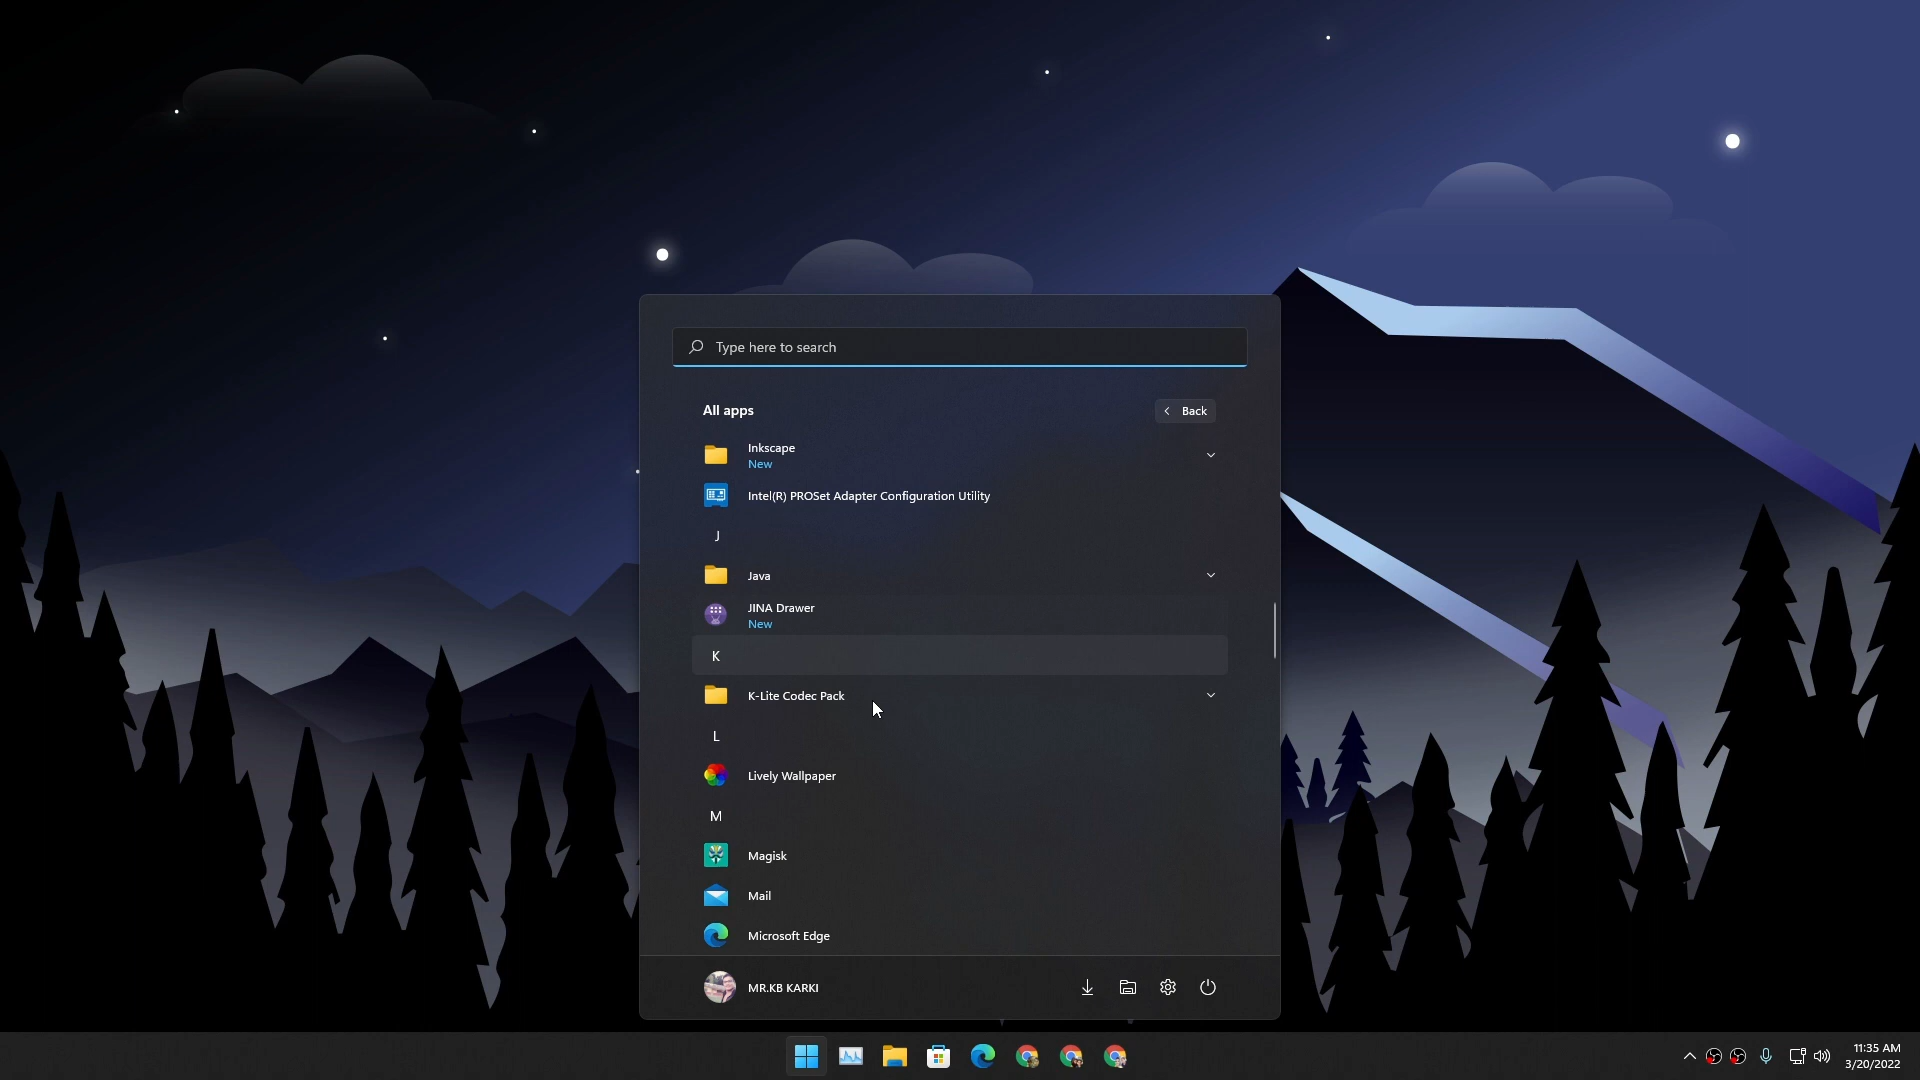 Type here to search
All apps
Back
Inkscape
New
Intel(R) PROSet Adapter Configuration Utility
J
Java
JINA Drawer
New
K
K-Lite Codec Pack
L
Lively Wallpaper
M
Magisk
Mail
Microsoft Edge
MR.KB KARKI
11:35 AM
3/20/2022